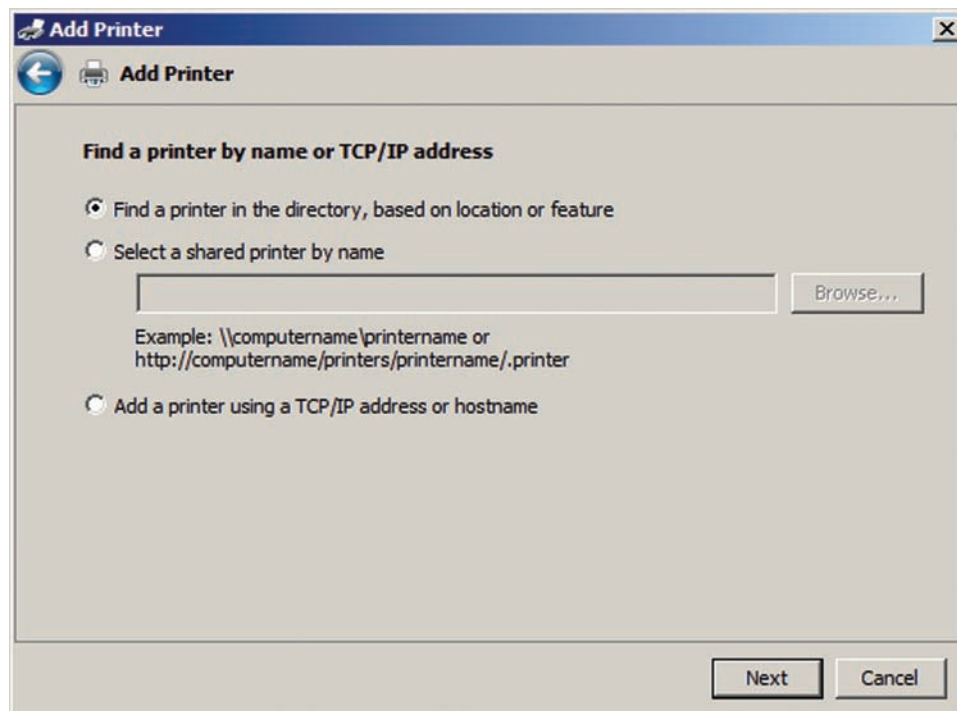 Add Printer
Add Printer
Find a printer by name or TCP/IP address
Find a printer in the directory, based on location or feature
Select a shared printer by name
Browse...
Example: \\computername\printername or
http://computername/printers/printername/.printer
Add a printer using a TCP/IP address or hostname
Next Cancel